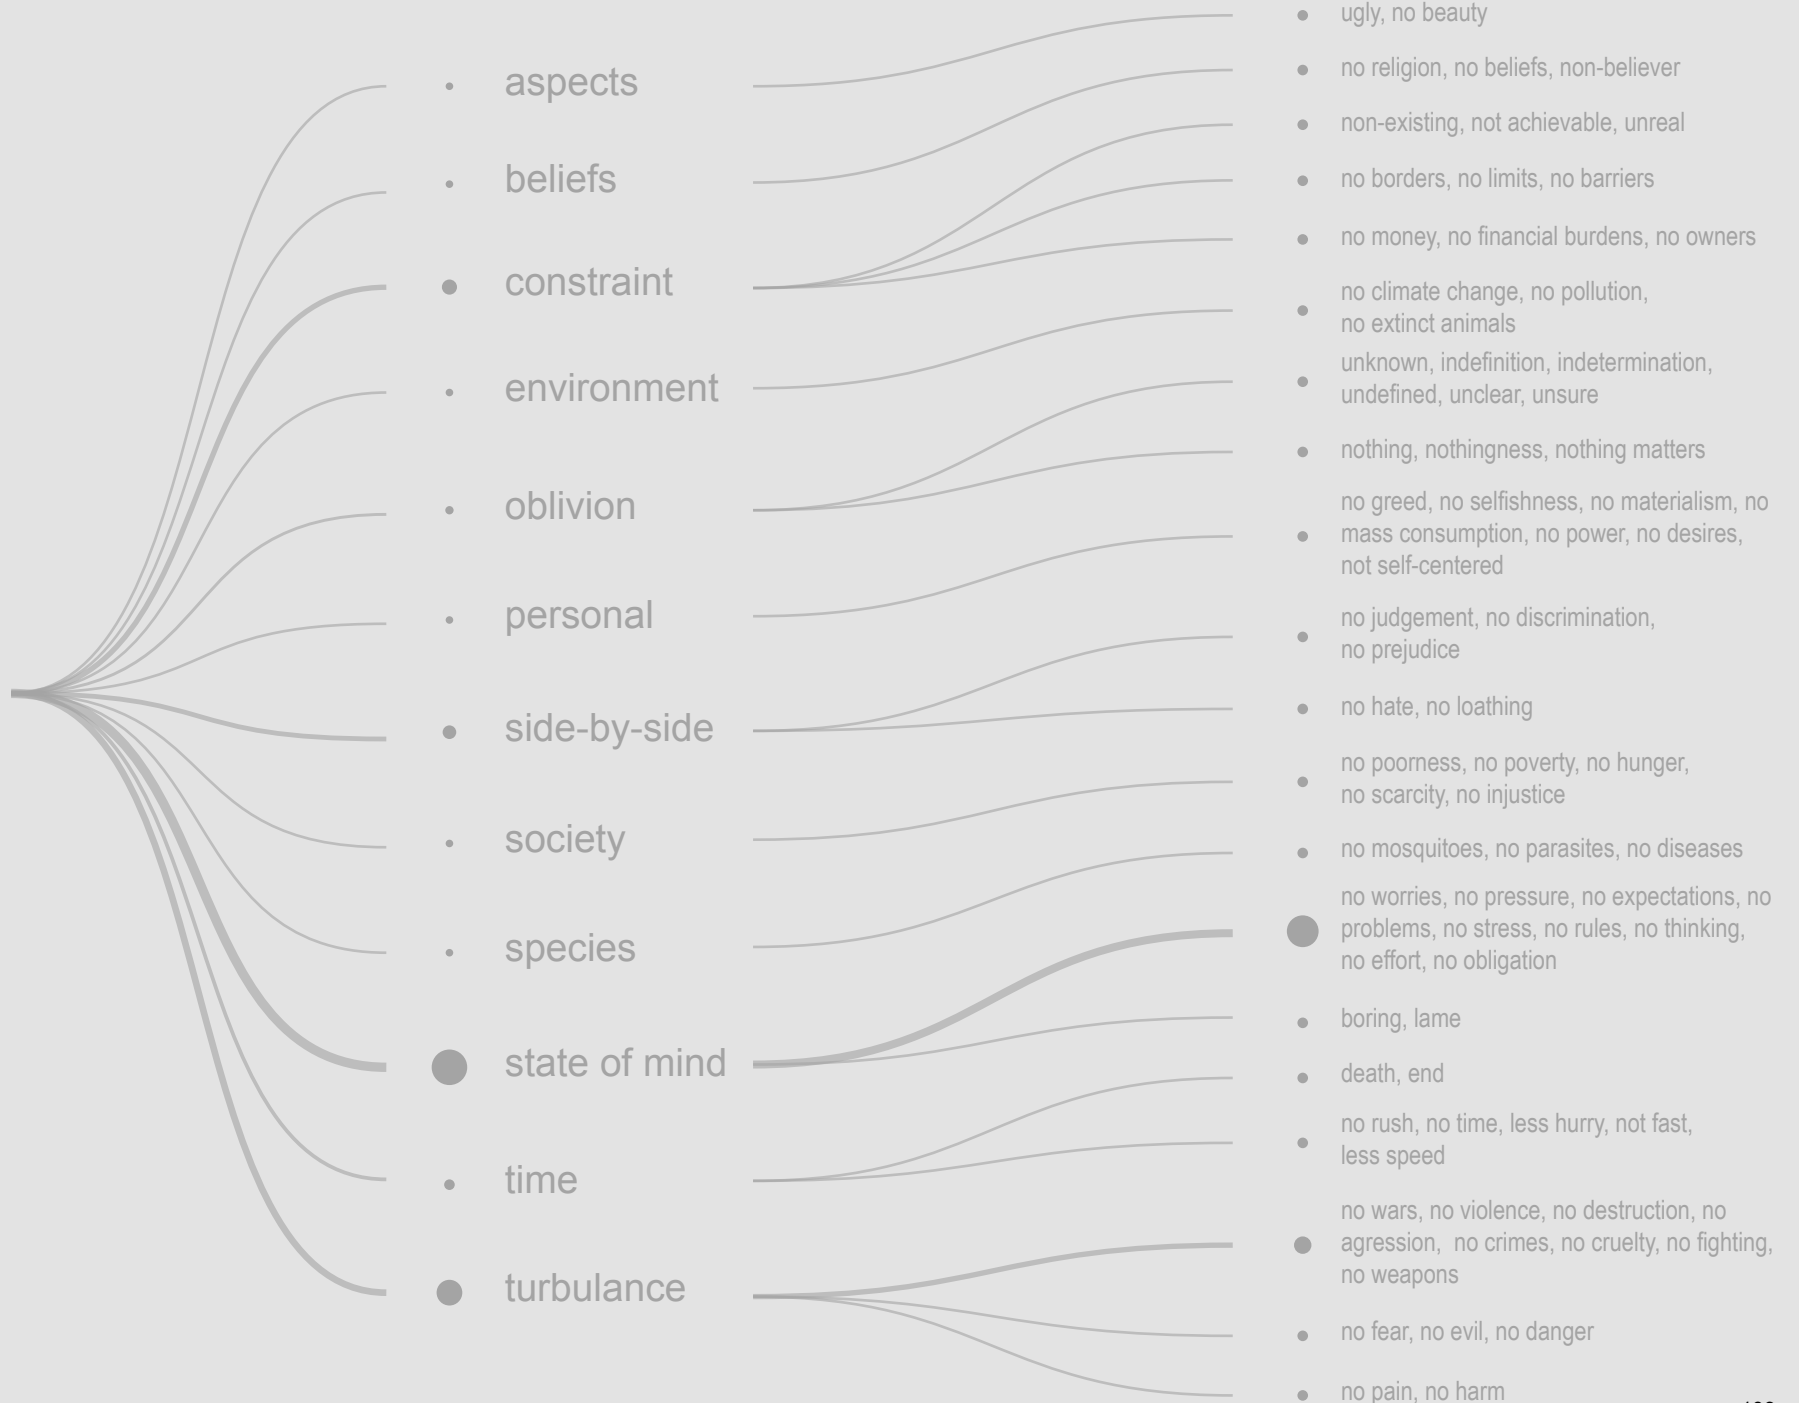 aspects
beliefs
constraint
environment
oblivion
personal
side-by-side
society
species
state of mind
time
turbulance
ugly, no beauty
no religion, no beliefs, non-believer
non-existing, not achievable, unreal
no borders, no limits, no barriers
no money, no financial burdens, no owners
no climate change, no pollution,
no extinct animals
unknown, indefinition, indetermination,
undefined, unclear, unsure
nothing, nothingness, nothing matters
no greed, no selfishness, no materialism, no
mass consumption, no power, no desires,
not self-centered
no judgement, no discrimination,
no prejudice
no hate, no loathing
no poorness, no poverty, no hunger,
no scarcity, no injustice
no mosquitoes, no parasites, no diseases
no worries, no pressure, no expectations, no
problems, no stress, no rules, no thinking,
no effort, no obligation
boring, lame
death, end
no rush, no time, less hurry, not fast,
less speed
no wars, no violence, no destruction, no
agression, no crimes, no cruelty, no fighting,
no weapons
no fear, no evil, no danger
no pain, no harm